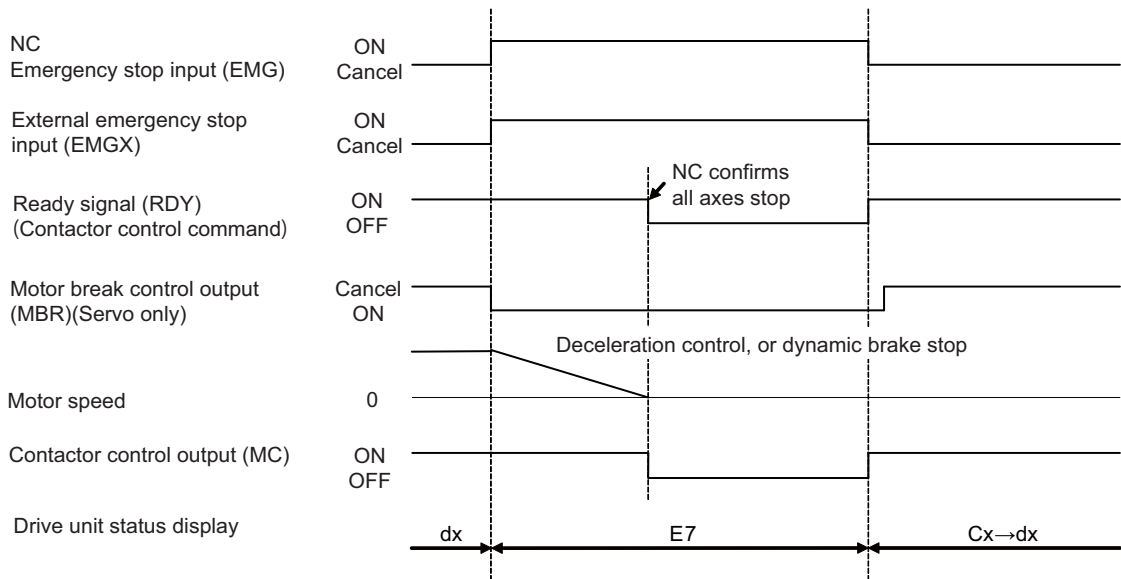 NC
Emergency stop input (EMG)
ON
Cancel
External emergency stop
input (EMGX)
ON
Cancel
NC confirms
all axes stop
Ready signal (RDY)
(Contactor control command)
ON
OFF
Motor break control output
(MBR)(Servo only)
Cancel
ON
Deceleration control, or dynamic brake stop
Motor speed
0
Contactor control output (MC)
ON
OFF
Drive unit status display
dx
E7
Cx→dx